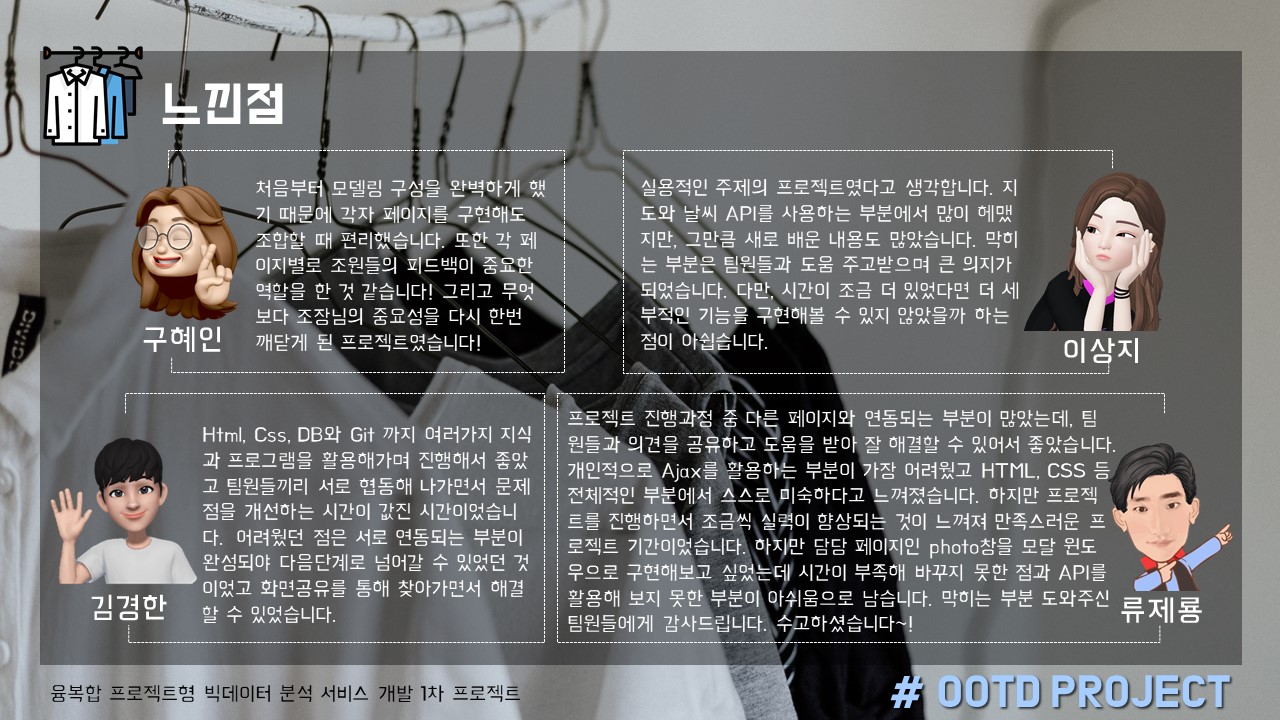 느낀점
처음부터 모델링 구성을 완벽하게 했
기 때문에 각자 페이지를 구현해도
조합할 때 편리했습니다. 또한 각 페
이지별로 조원들의 피드백이 중요한
역할을 한 것 같습니다! 그리고 무엇
보다 조장님의 중요성을 다시 한번
깨닫게 된 프로젝트였습니다!
구혜인
실용적인 주제의 프로젝트였다고 생각합니다. 지
도와 날씨 API를 사용하는 부분에서 많이 헤맸
지만, 그만큼 새로 배운 내용도 많았습니다. 막히
는 부분은 팀원들과 도움 주고받으며 큰 의지가
되었습니다. 다만, 시간이 조금 더 있었다면 더 세
부적인 기능을 구현해볼 수 있지 않았을까 하는
점이 아쉽습니다.
이상지
Html, Css, DB와 Git 까지 여러가지 지식
과 프로그램을 활용해가며 진행해서 좋았
고 팀원들끼리 서로 협동해 나가면서 문제
점을 개선하는 시간이 값진 시간이었습니
다. 어려웠던 점은 서로 연동되는 부분이
완성되야 다음단계로 넘어갈 수 있었던 것
이었고 화면공유를 통해 찾아가면서 해결
할 수 있었습니다.
김경한
프로젝트 진행과정 중 다른 페이지와 연동되는 부분이 많았는데, 팀
원들과 의견을 공유하고 도움을 받아 잘 해결할 수 있어서 좋았습니다.
개인적으로 Ajax를 활용하는 부분이 가장 어려웠고 HTML, CSS 등
전체적인 부분에서 스스로 미숙하다고 느껴졌습니다. 하지만 프로젝
트를 진행하면서 조금씩 실력이 향상되는 것이 느껴져 만족스러운 프
로젝트 기간이었습니다. 하지만 담담 페이지인 photo창을 모달 윈도
우으로 구현해보고 싶었는데 시간이 부족해 바꾸지 못한 점과 API를
활용해 보지 못한 부분이 아쉬움으로 남습니다. 막히는 부분 도와주신
팀원들에게 감사드립니다. 수고하셨습니다~!
류제룡
융복합 프로젝트형 빅데이터 분석 서비스 개발 1차 프로젝트
# OOTD PROJECT